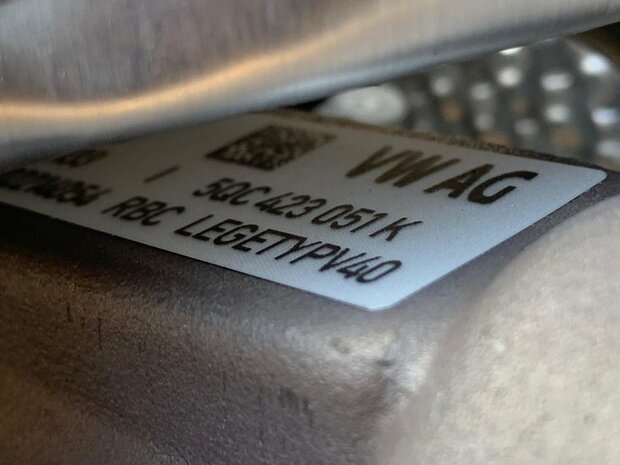 VW AG
I 5QC 423 051 K
RBC LEGETYPV40